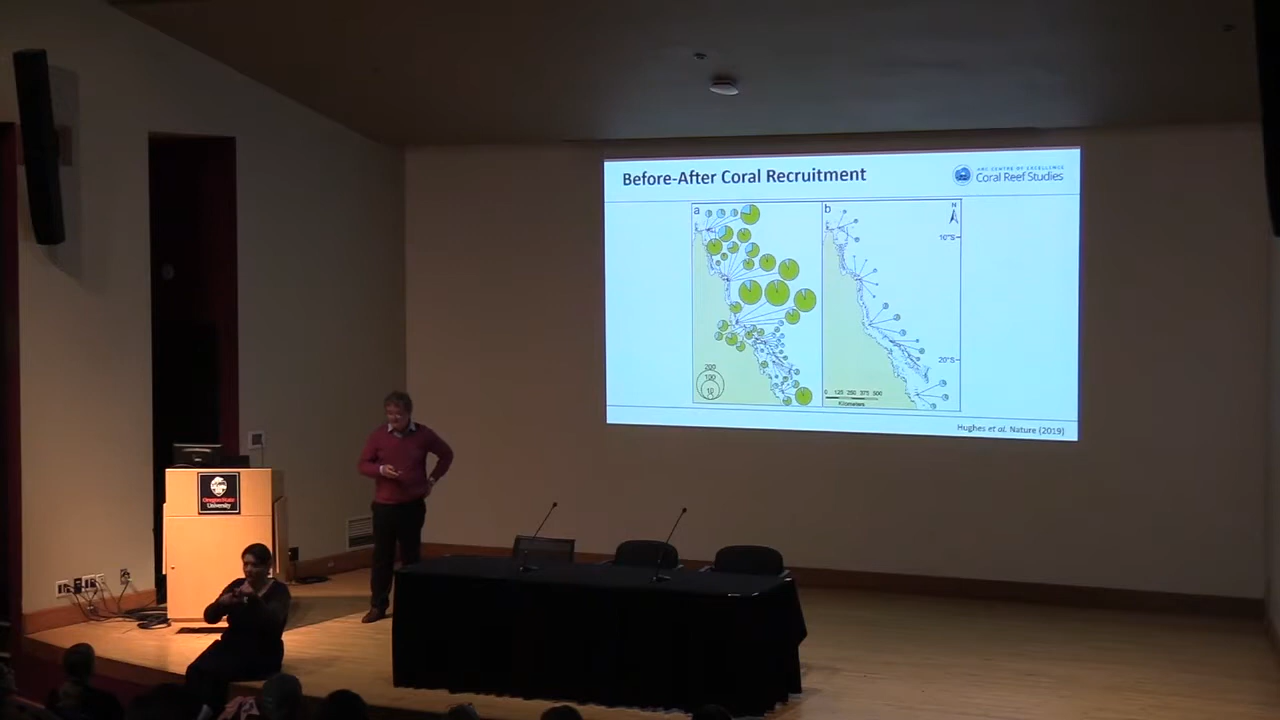 Before-After Coral Recruitment
ARC CENTRE OF EXCELLENCE
Coral Reef Studies
a
b
N
10°S
20°S
200
100
10
0 125 250 375 500
Kilometers
Hughes et al. Nature (2019)
Oregon State
University